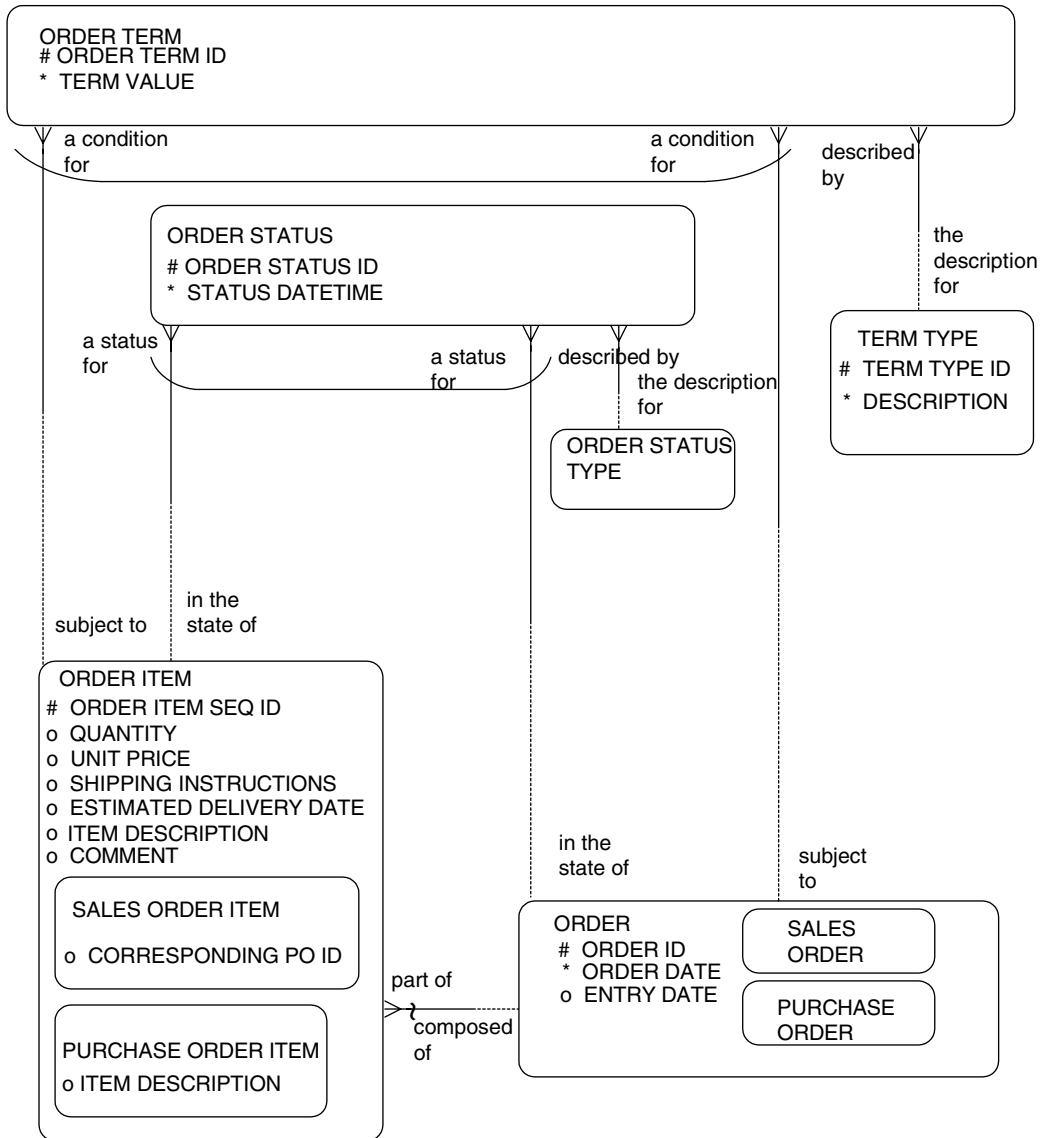 ORDER TERM
# ORDER TERM ID
* TERM VALUE
a condition
for
a condition
for
described
by
the
description
for
ORDER STATUS
# ORDER STATUS ID
* STATUS DATETIME
a status
for
a status
for
described by
the description
for
TERM TYPE
# TERM TYPE ID
* DESCRIPTION
ORDER STATUS
TYPE
subject to
in the
state of
ORDER ITEM
# ORDER ITEM SEQ ID
o QUANTITY
o UNIT PRICE
o SHIPPING INSTRUCTIONS
o ESTIMATED DELIVERY DATE
o ITEM DESCRIPTION
o COMMENT
SALES ORDER ITEM
o CORRESPONDING PO ID
PURCHASE ORDER ITEM
o ITEM DESCRIPTION
part of
composed
of
in the
state of
subject
to
ORDER
# ORDER ID
* ORDER DATE
o ENTRY DATE
SALES
ORDER
PURCHASE
ORDER